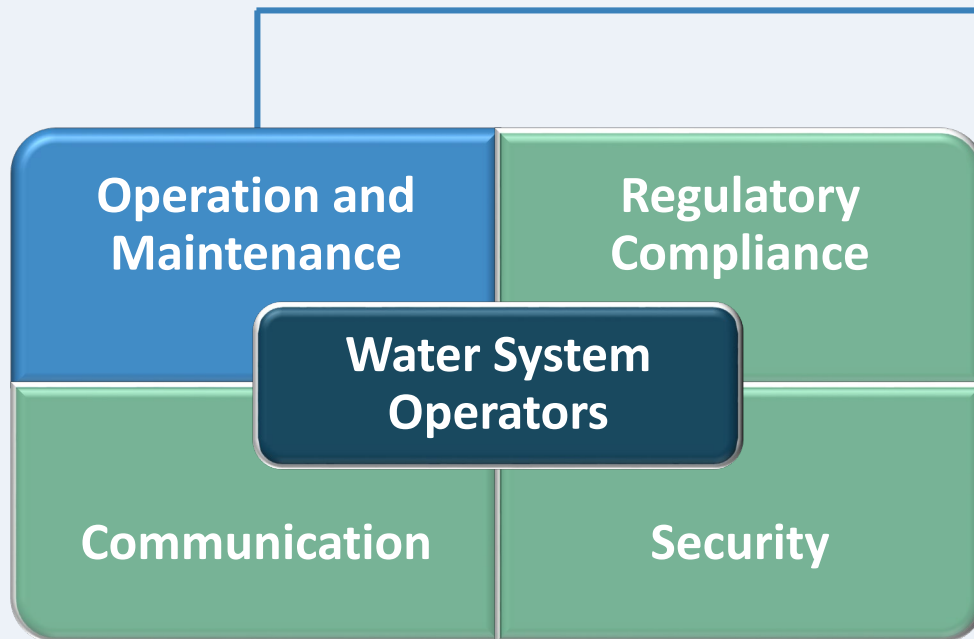 Operation and
Maintenance
Regulatory
Compliance
Water System
Operators
Communication
Security